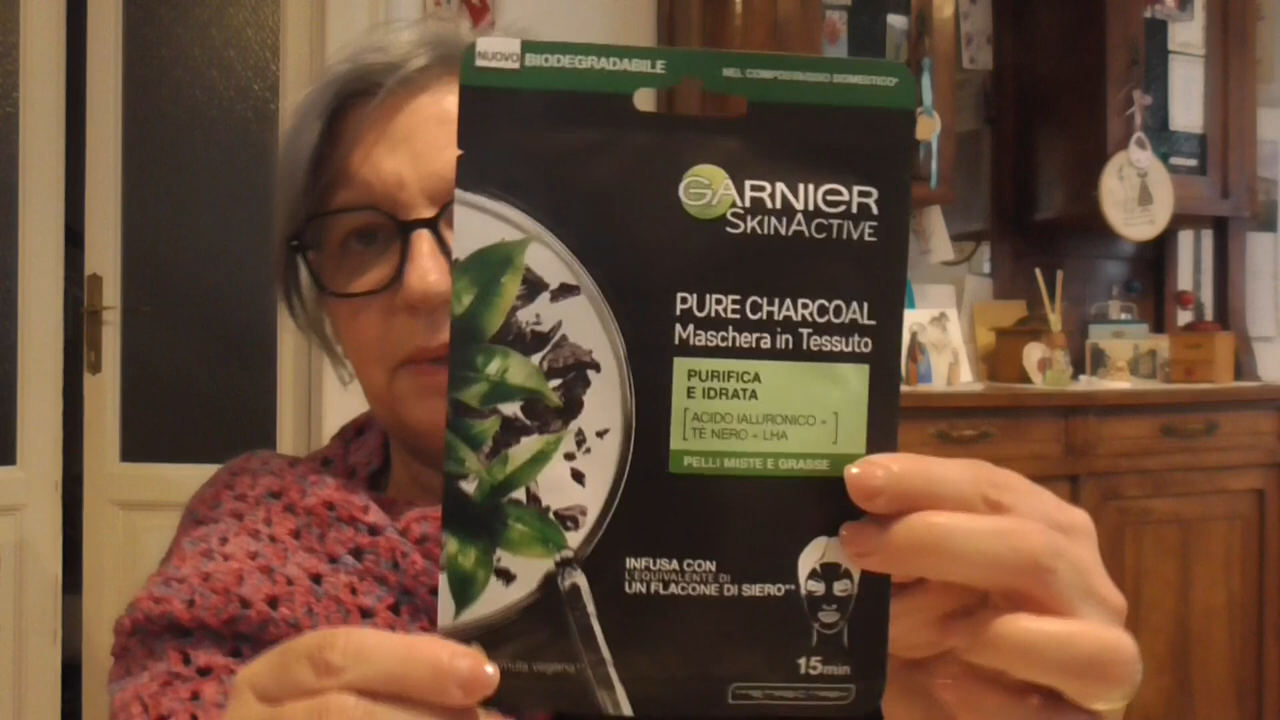 NUOVO BIODEGRADABILE
NEL COMPOSTAGGIO DOMESTICO*
GARNIER
SKINACTIVE
PURE CHARCOAL
Maschera in Tessuto
PURIFICA
E IDRATA
[ACIDO IALURONICO +
TÈ NERO + LHA]
PELLI MISTE E GRASSE
INFUSA CON
L'EQUIVALENTE DI
UN FLACONE DI SIERO**
vegana
15min